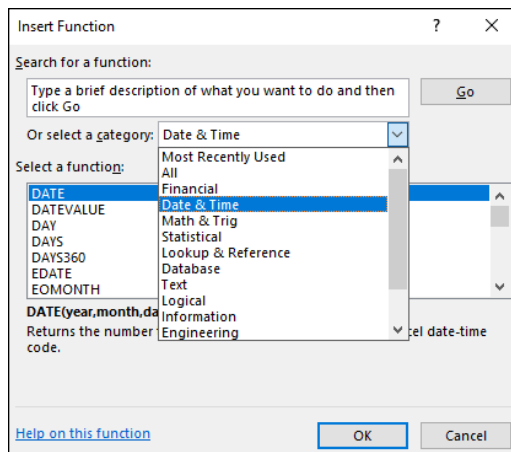 Insert Function
?
Search for a function:
Type a brief description of what you want to do and then
click Go
Go
Or select a category: Date & Time
Most Recently Used
All
Financial
Date & Time
Math & Trig
Statistical
Lookup & Reference
Database
Text
Logical
Information
Engineering
Select a function:
DATE
DATEVALUE
DAY
DAYS
DAYS360
EDATE
EOMONTH
DATE(year,month,da
Returns the number cel date-time
code.
Help on this function
OK
Cancel